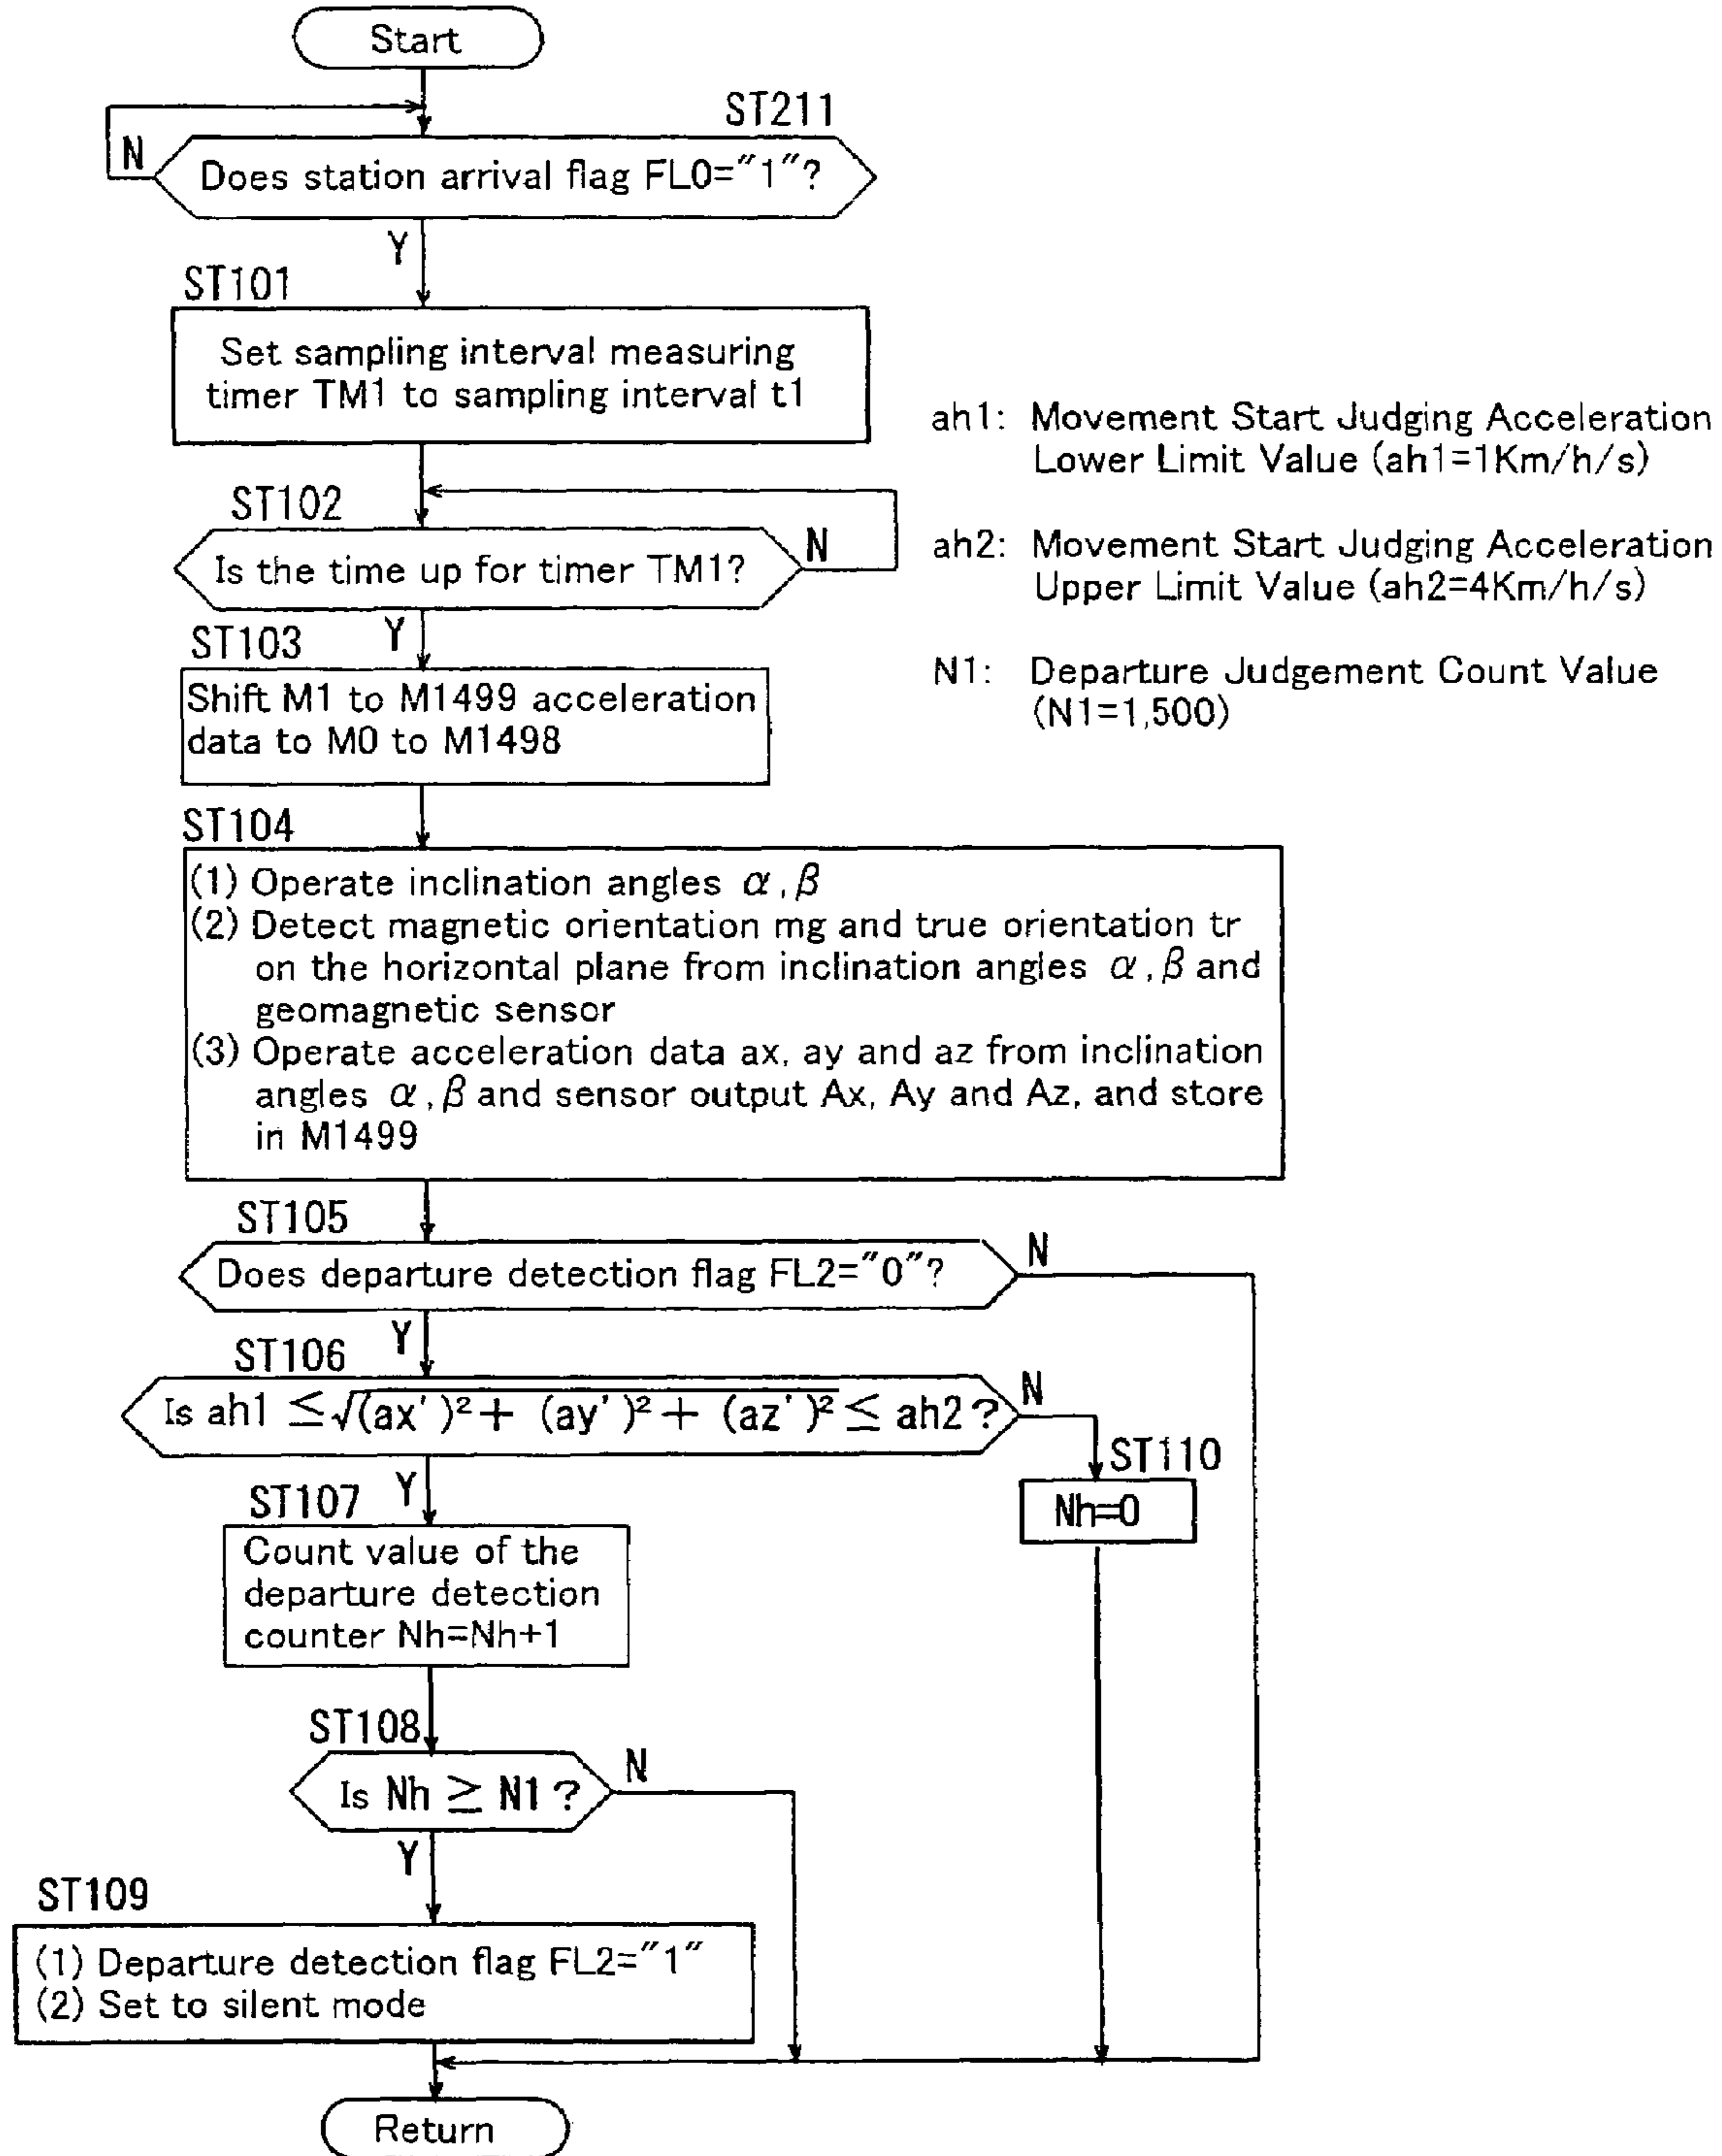 Start
ST211
N
Does station arrival flag FL0="1"?
Y
ST101
Set sampling interval measuring
timer TM1 to sampling interval t1
ah1: Movement Start Judging Acceleration
Lower Limit Value (ah1=1Km/h/s)
ah2: Movement Start Judging Acceleration
Upper Limit Value (ah2=4Km/h/s)
N1: Departure Judgement Count Value
(N1=1,500)
ST102
Is the time up for timer TM1?
N
Y
ST103
Shift M1 to M1499 acceleration
data to M0 to M1498
ST104
(1) Operate inclination angles α,β
(2) Detect magnetic orientation mg and true orientation tr
on the horizontal plane from inclination angles α,β and
geomagnetic sensor
(3) Operate acceleration data ax, ay and az from inclination
angles α,β and sensor output Ax, Ay and Az, and store
in M1499
ST105
Does departure detection flag FL2="0"?
N
Y
ST106
Is ah1 ≤√(ax')²+ (ay')²+ (az')² ≤ ah2?
N
ST110
Nh=0
Y
ST107
Count value of the
departure detection
counter Nh=Nh+1
ST108
Is Nh ≥ N1?
N
Y
ST109
(1) Departure detection flag FL2="1"
(2) Set to silent mode
Return